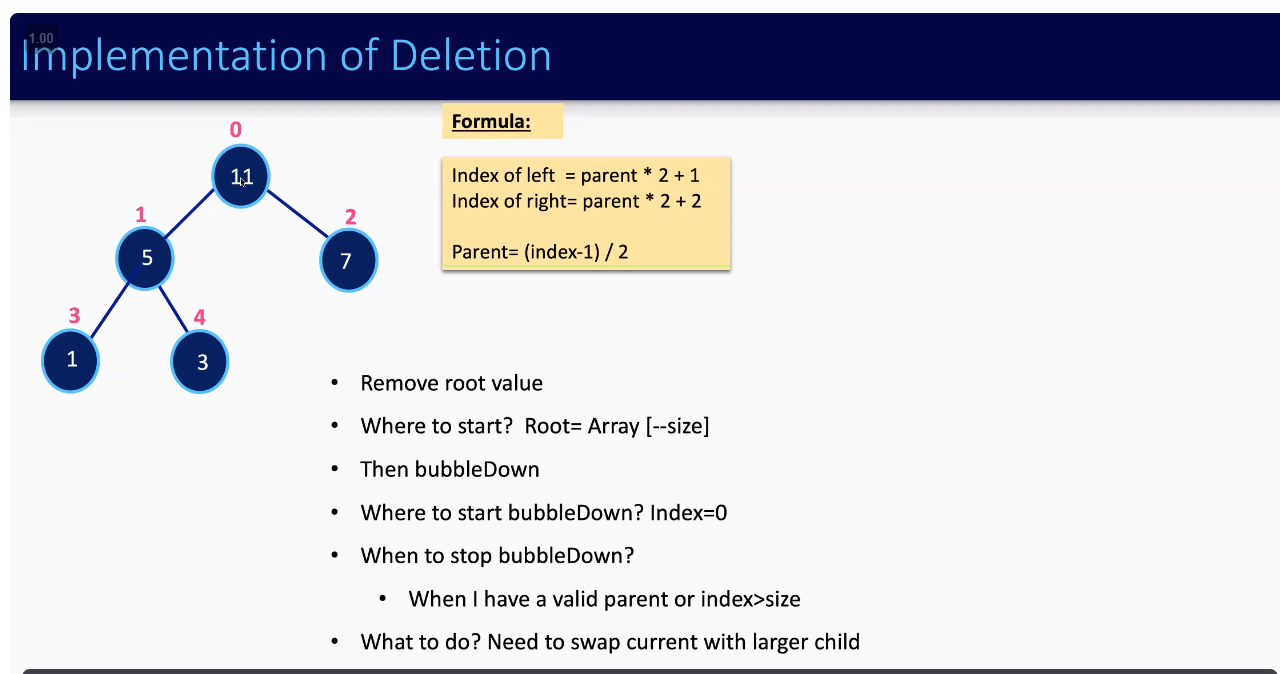 1.00
Implementation of Deletion
0
11
1
2
5
7
3
4
1
3
Formula:
Index of left = parent * 2 + 1
Index of right= parent * 2 + 2
Parent= (index-1) / 2
• Remove root value
• Where to start? Root= Array [--size]
• Then bubbleDown
• Where to start bubbleDown? Index=0
• When to stop bubbleDown?
• When I have a valid parent or index>size
• What to do? Need to swap current with larger child